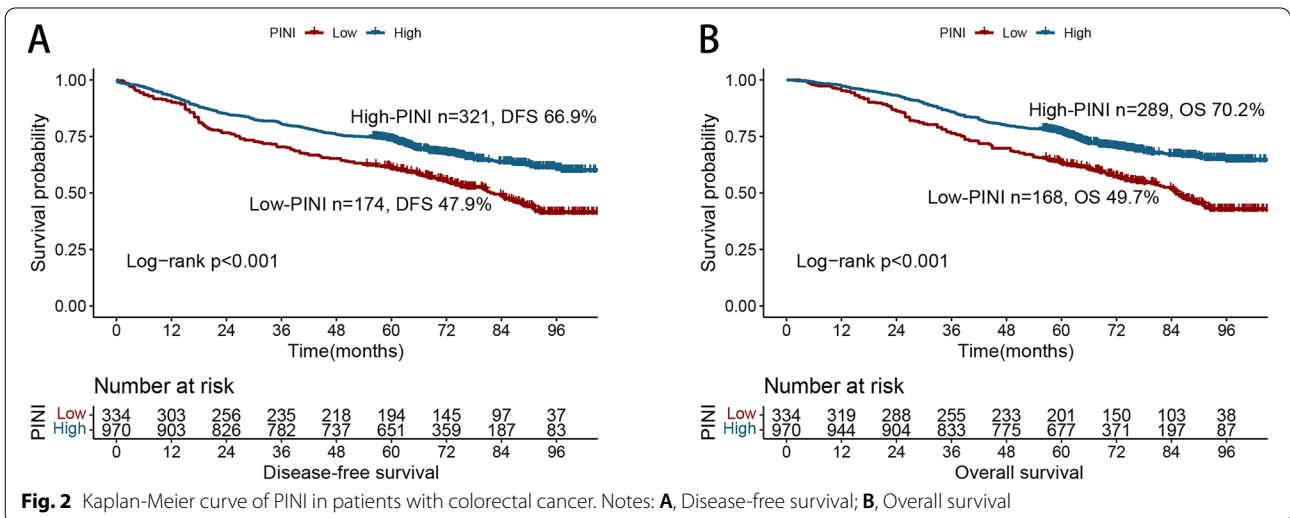 A
PINI Low High
1.00
0.75
0.50
0.25
0.00
Survival probability
High-PINI n=321, DFS 66.9%
Low-PINI n=174, DFS 47.9%
Log−rank p<0.001
0 12 24 36 48 60 72 84 96
Time(months)
Number at risk
PINI
Low 334 303 256 235 218 194 145 97 37
High 970 903 826 782 737 651 359 187 83
0 12 24 36 48 60 72 84 96
Disease-free survival
B
PINI Low High
1.00
0.75
0.50
0.25
0.00
Survival probability
High-PINI n=289, OS 70.2%
Low-PINI n=168, OS 49.7%
Log−rank p<0.001
0 12 24 36 48 60 72 84 96
Time(months)
Number at risk
PINI
Low 334 319 288 255 233 201 150 103 38
High 970 944 904 833 775 677 371 197 87
0 12 24 36 48 60 72 84 96
Overall survival
Fig. 2 Kaplan-Meier curve of PINI in patients with colorectal cancer. Notes: A, Disease-free survival; B, Overall survival